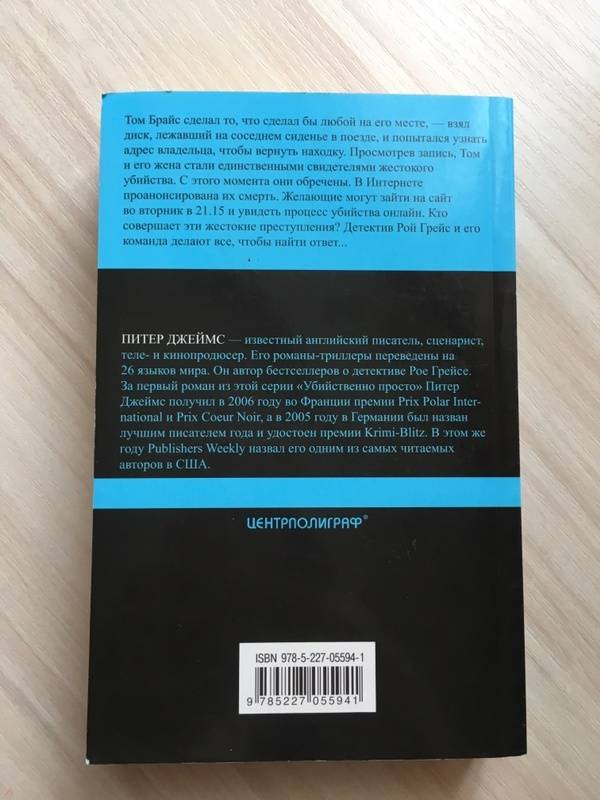 Том Брайс сделал то, что сделал бы любой на его месте, — взял
диск, лежавший на соседнем сиденье в поезде, и попытался узнать
адрес владельца, чтобы вернуть находку. Просмотрев запись, Том
и его жена стали единственными свидетелями жестокого
убийства. С этого момента они обречены. В Интернете
проанонсирована их смерть. Желающие могут зайти на сайт
во вторник в 21.15 и увидеть процесс убийства онлайн. Кто
совершает эти жестокие преступления? Детектив Рой Грейс и его
команда делают все, чтобы найти ответ...
ПИТЕР ДЖЕЙМС — известный английский писатель, сценарист,
теле- и кинопродюсер. Его романы-триллеры переведены на
26 языков мира. Он автор бестселлеров о детективе Рое Грейсе.
За первый роман из этой серии «Убийственно просто» Питер
Джеймс получил в 2006 году во Франции премии Prix Polar Inter-
national и Prix Coeur Noir, а в 2005 году в Германии был назван
лучшим писателем года и удостоен премии Krimi-Blitz. В этом же
году Publishers Weekly назвал его одним из самых читаемых
авторов в США.
ЦЕНТРПОЛИГРАФ®
ISBN 978-5-227-05594-1
9 785227 055941